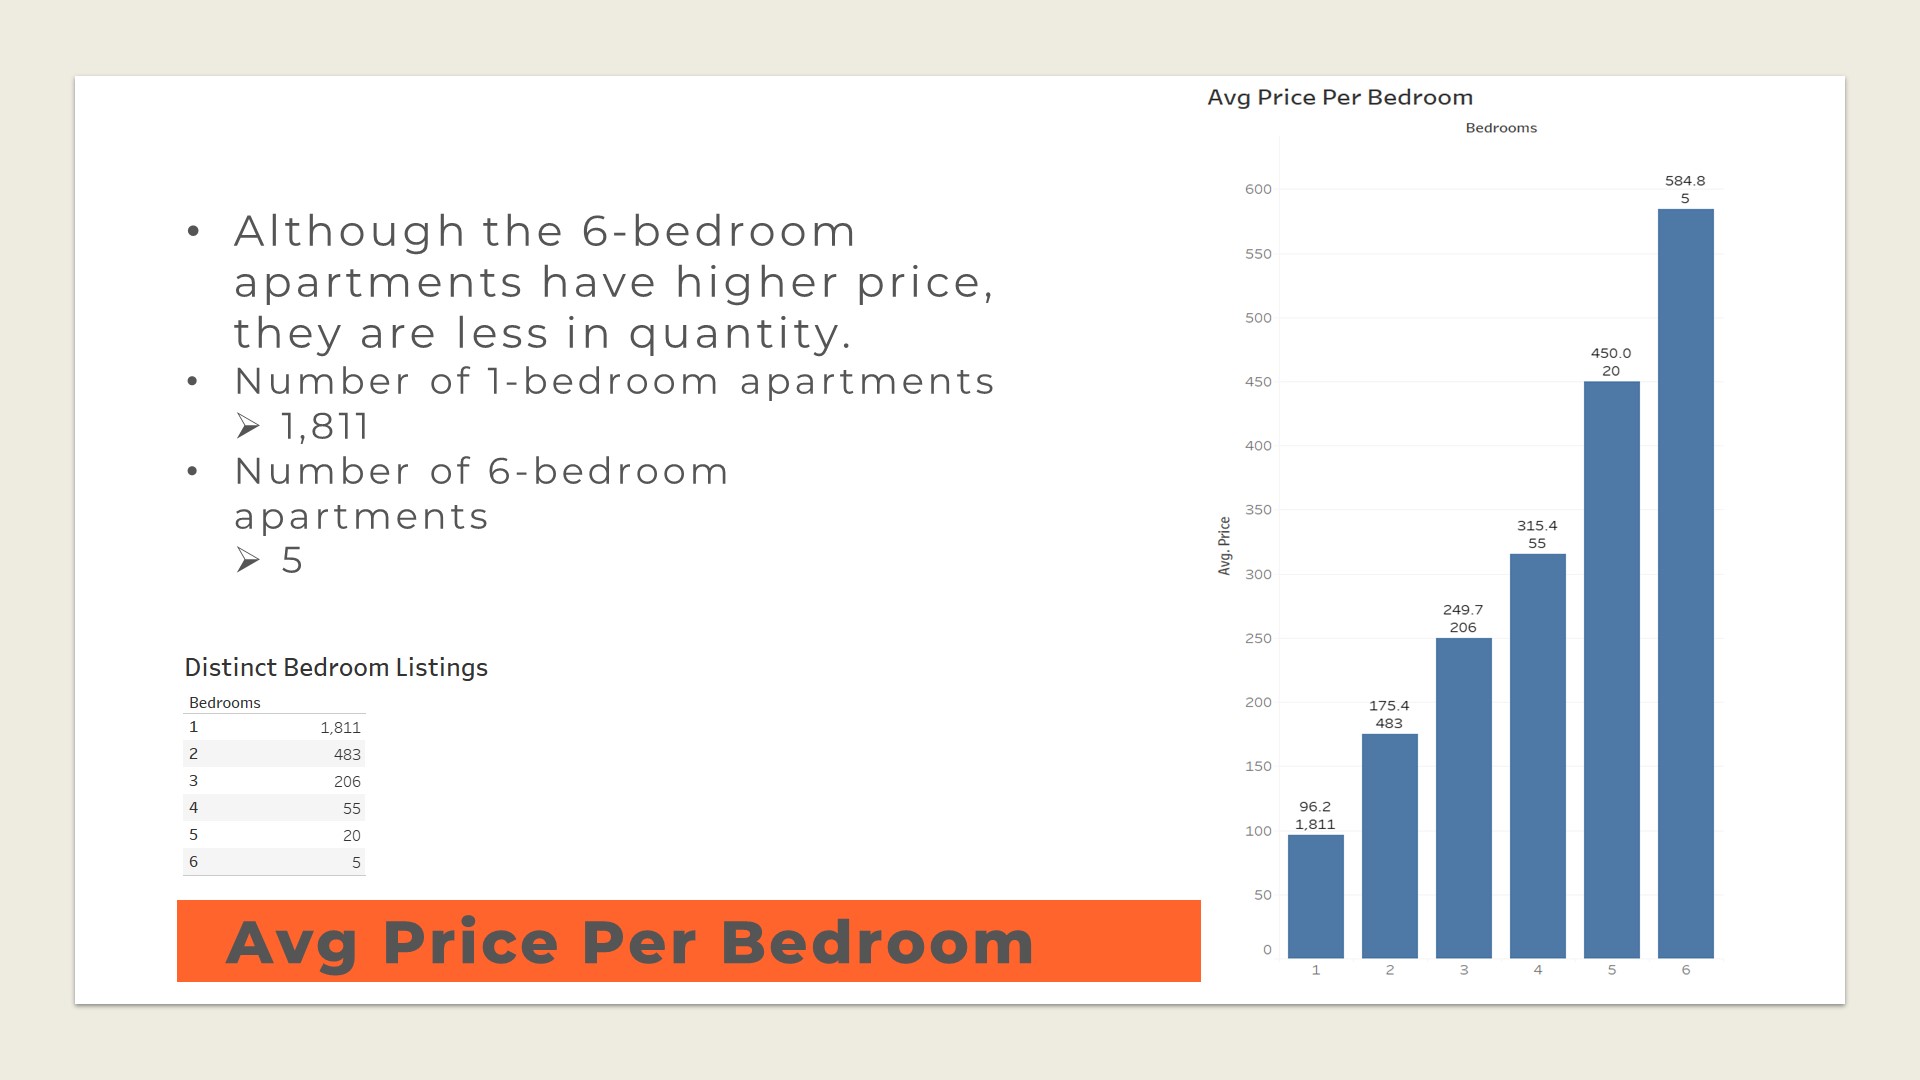 • Although the 6-bedroom
apartments have higher price,
they are less in quantity.
• Number of 1-bedroom apartments
➢ 1,811
• Number of 6-bedroom
apartments
➢ 5
Distinct Bedroom Listings
Bedrooms
1 1,811
2 483
3 206
4 55
5 20
6 5
Avg Price Per Bedroom
Avg Price Per Bedroom
Bedrooms
Avg. Price
600
550
500
450
400
350
300
250
200
150
100
50
0
96.2
1,811
175.4
483
249.7
206
315.4
55
450.0
20
584.8
5
1 2 3 4 5 6